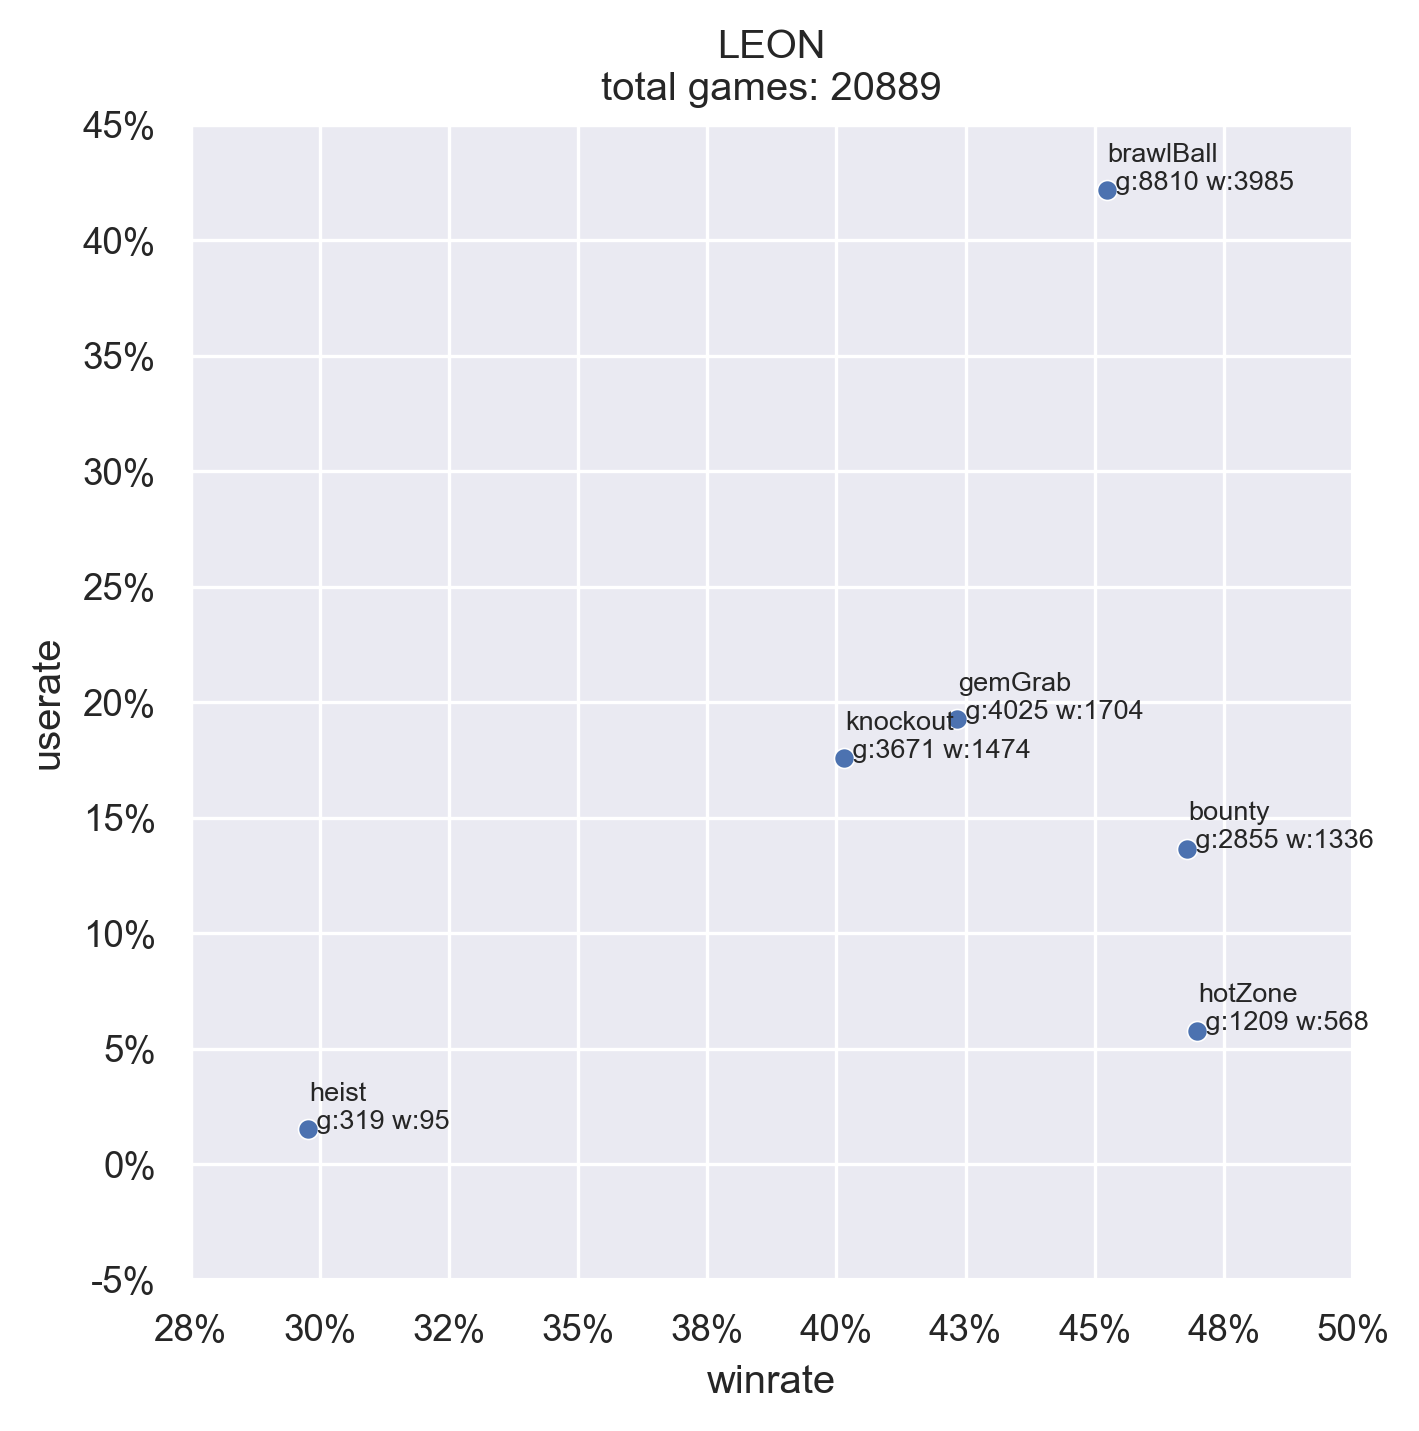 LEON
total games: 20889
45%
40%
35%
30%
25%
20%
15%
10%
5%
0%
-5%
userate
brawlBall
g:8810 w:3985
gemGrab
g:4025 w:1704
knockout
g:3671 w:1474
bounty
g:2855 w:1336
hotZone
g:1209 w:568
heist
g:319 w:95
28% 30% 32% 35% 38% 40% 43% 45% 48% 50%
winrate